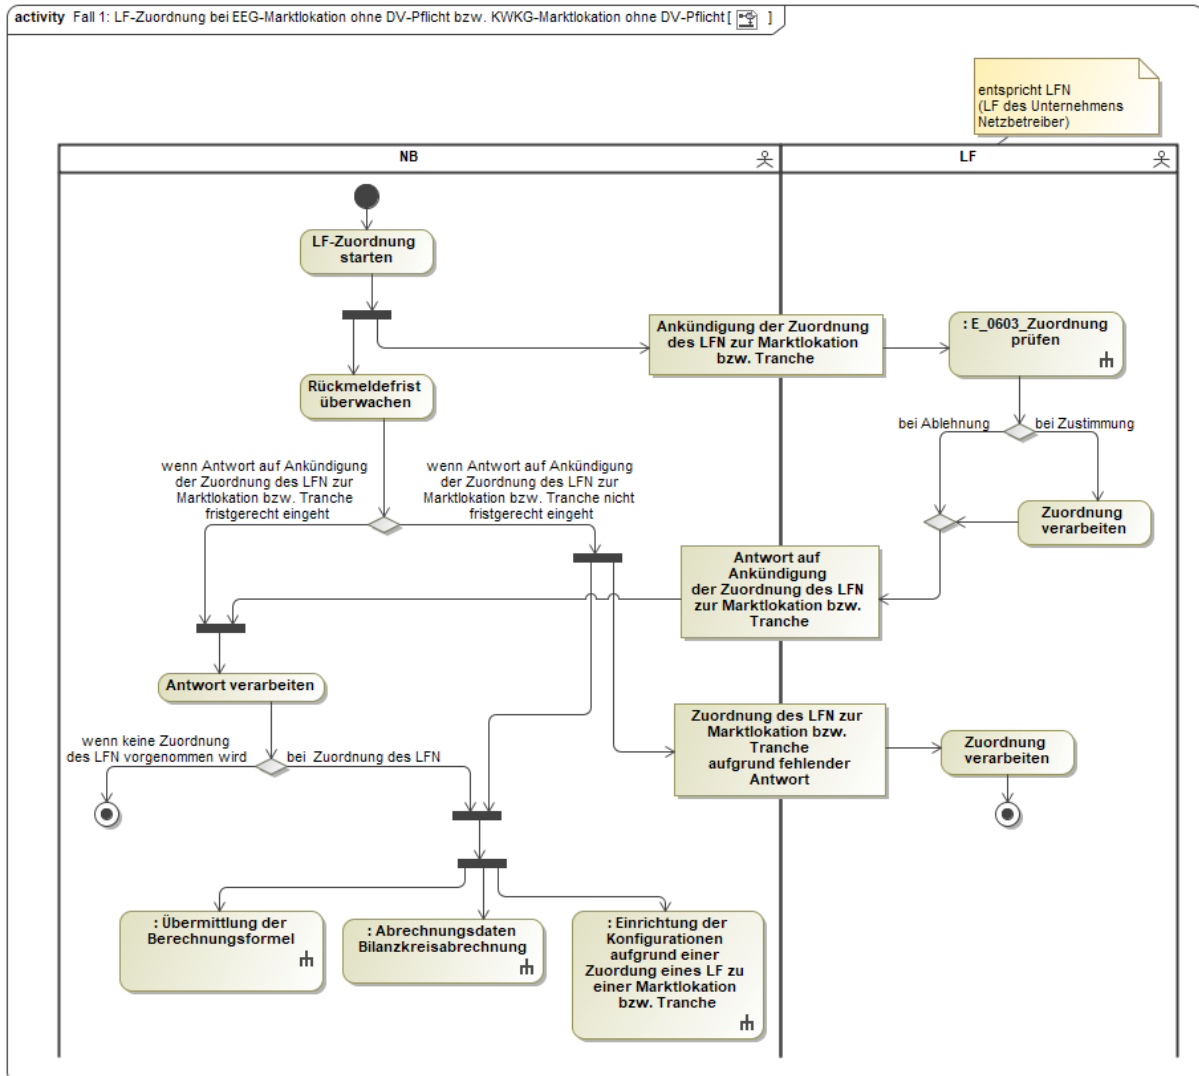 activity Fall 1: LF-Zuordnung bei EEG-Marktlokation ohne DV-Pflicht bzw. KWKG-Marktlokation ohne DV-Pflicht [ ]
entspricht LFN
(LF des Unternehmens
Netzbetreiber)
NB
LF
LF-Zuordnung
starten
Ankündigung der Zuordnung
des LFN zur Marktlokation
bzw. Tranche
: E_0603_Zuordnung
prüfen
Rückmeldefrist
überwachen
bei Ablehnung
bei Zustimmung
wenn Antwort auf Ankündigung
der Zuordnung des LFN zur
Marktlokation bzw. Tranche
fristgerecht eingeht
wenn Antwort auf Ankündigung
der Zuordnung des LFN zur
Marktlokation bzw. Tranche nicht
fristgerecht eingeht
Zuordnung
verarbeiten
Antwort auf
Ankündigung
der Zuordnung des LFN
zur Marktlokation bzw.
Tranche
Antwort verarbeiten
Zuordnung des LFN zur
Marktlokation bzw.
Tranche
aufgrund fehlender
Antwort
Zuordnung
verarbeiten
wenn keine Zuordnung
des LFN vorgenommen wird
bei Zuordnung des LFN
: Übermittlung der
Berechnungsformel
: Abrechnungsdaten
Bilanzkreisabrechnung
: Einrichtung der
Konfigurationen
aufgrund einer
Zuordung eines LF zu
einer Marktlokation
bzw. Tranche